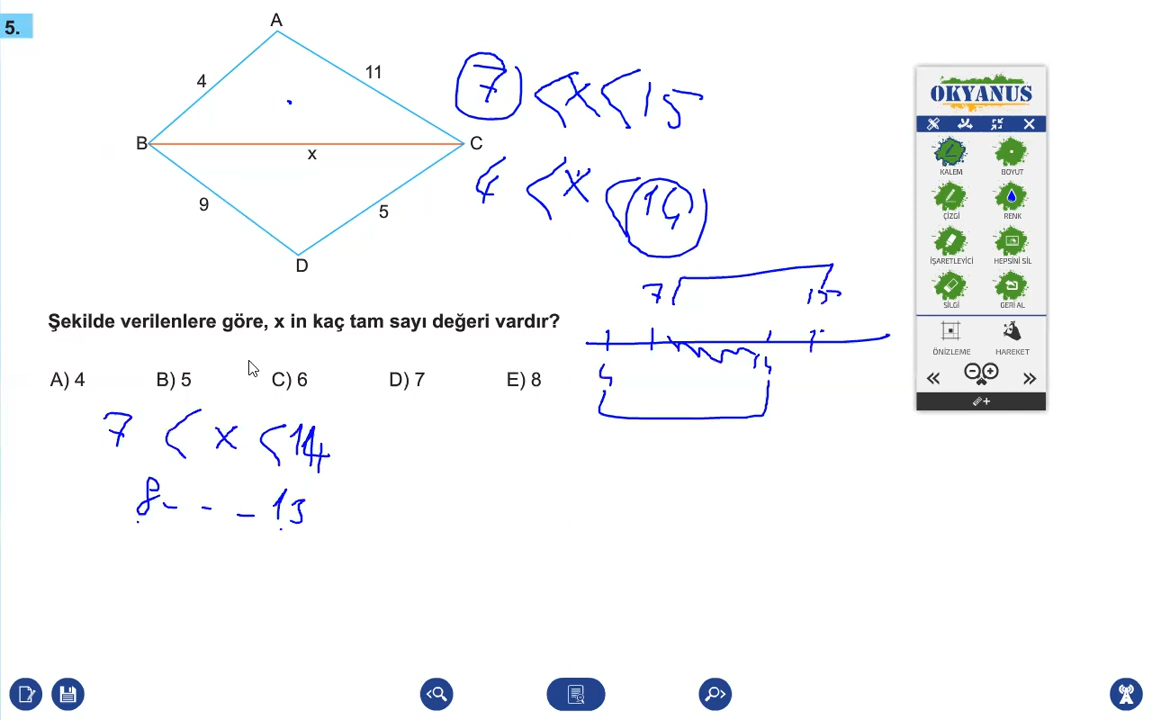 5.
A
4
11
B
x
C
9
5
D
7 < x < 15
4 < x < 14
7
15
14
4
Şekilde verilenlere göre, x in kaç tam sayı değeri vardır?
A) 4 B) 5 C) 6 D) 7 E) 8
7 < x < 14
8 - - - 13
OKYANUS
KALEM
BOYUT
ÇİZGİ
RENK
İŞARETLEYİCİ
HEPSİNİ SİL
SİLGİ
GERİ AL
ÖNİZLEME
HAREKET